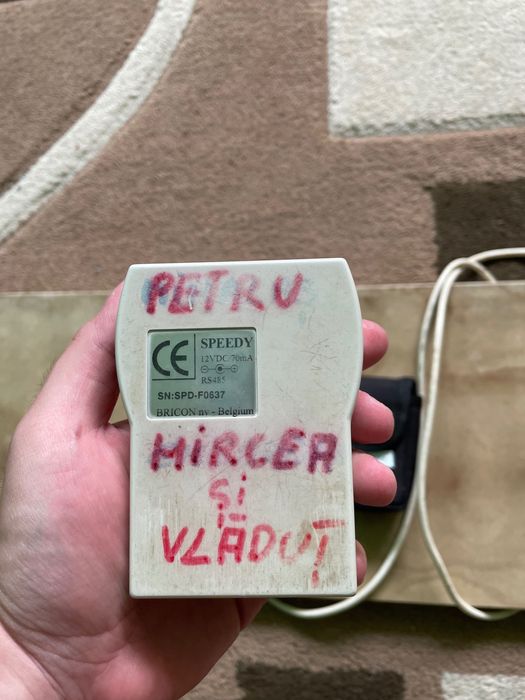 PETRU
CE SPEEDY
12VDC/70mA
RS485
SN:SPD-F0637
BRICON nv - Belgium
MiRCEA
și
VLĂDUȚ